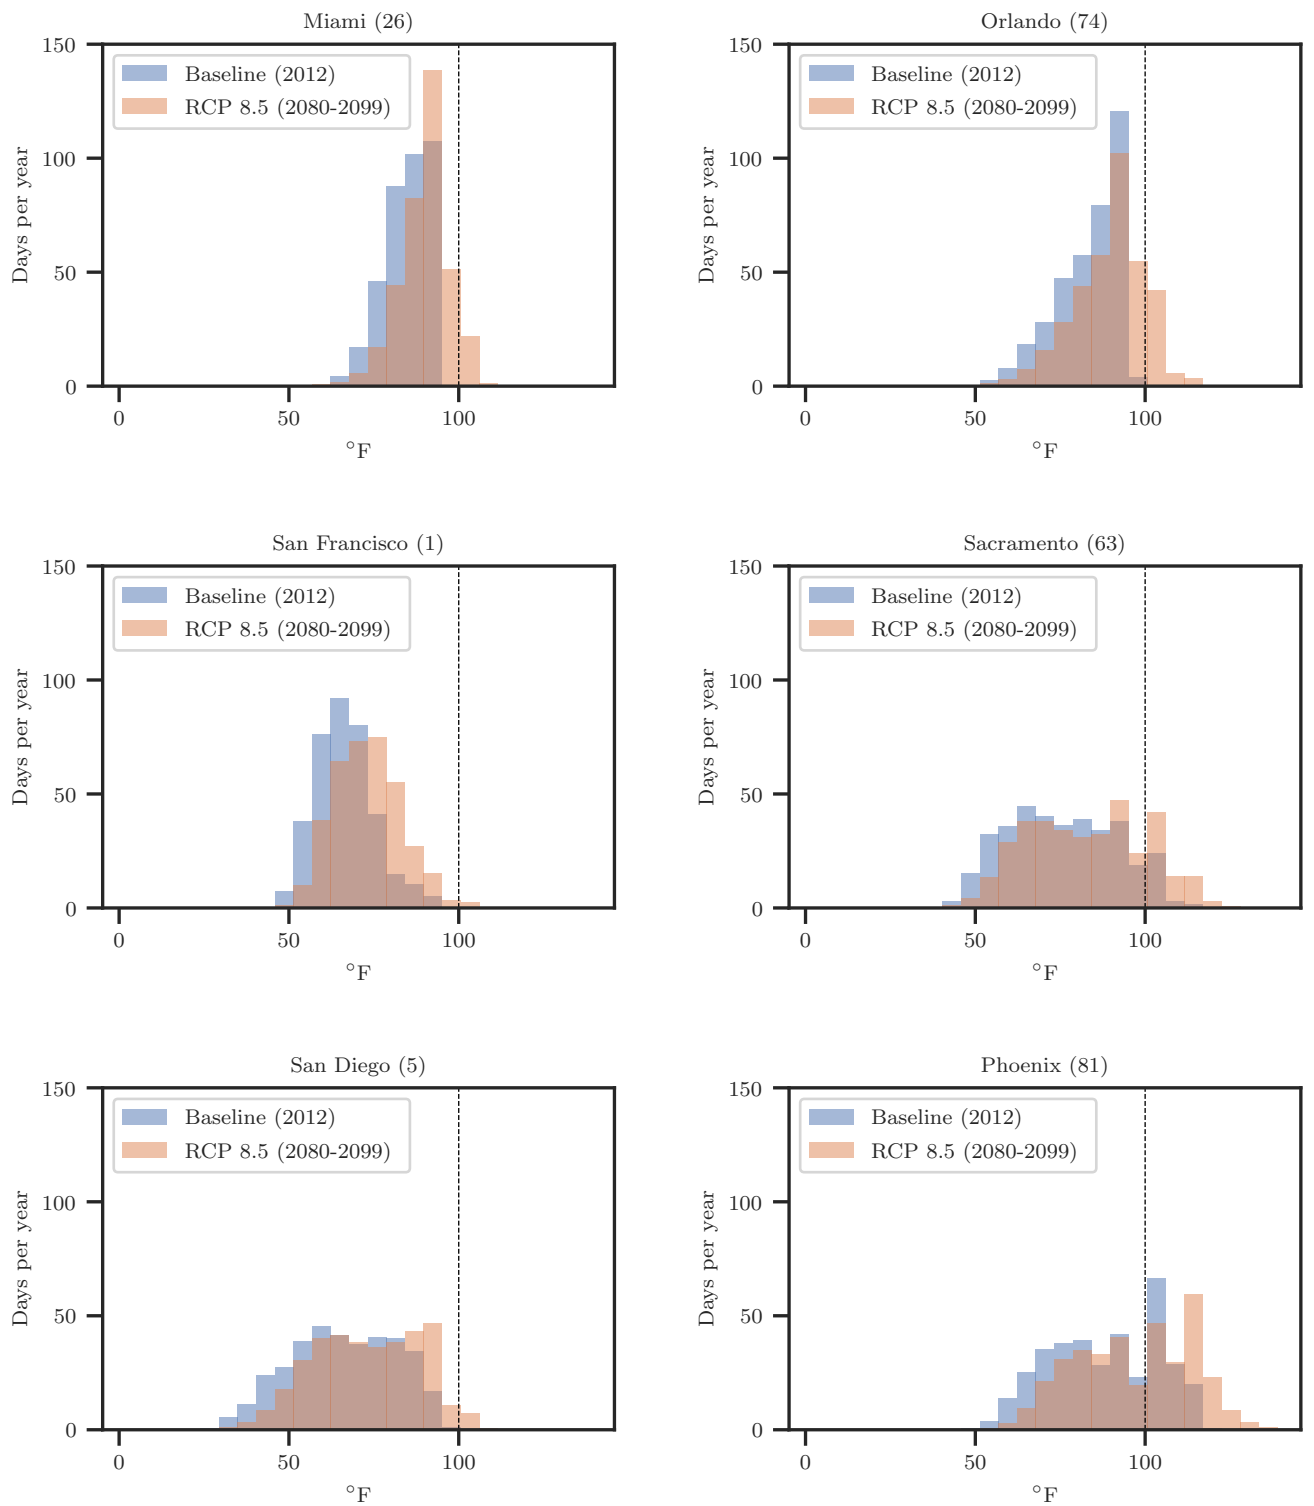 Miami (26)
150
100
50
0
Days per year
Baseline (2012)
RCP 8.5 (2080-2099)
0 50 100
°F
Orlando (74)
150
100
50
0
Days per year
Baseline (2012)
RCP 8.5 (2080-2099)
0 50 100
°F
San Francisco (1)
150
100
50
0
Days per year
Baseline (2012)
RCP 8.5 (2080-2099)
0 50 100
°F
Sacramento (63)
150
100
50
0
Days per year
Baseline (2012)
RCP 8.5 (2080-2099)
0 50 100
°F
San Diego (5)
150
100
50
0
Days per year
Baseline (2012)
RCP 8.5 (2080-2099)
0 50 100
°F
Phoenix (81)
150
100
50
0
Days per year
Baseline (2012)
RCP 8.5 (2080-2099)
0 50 100
°F